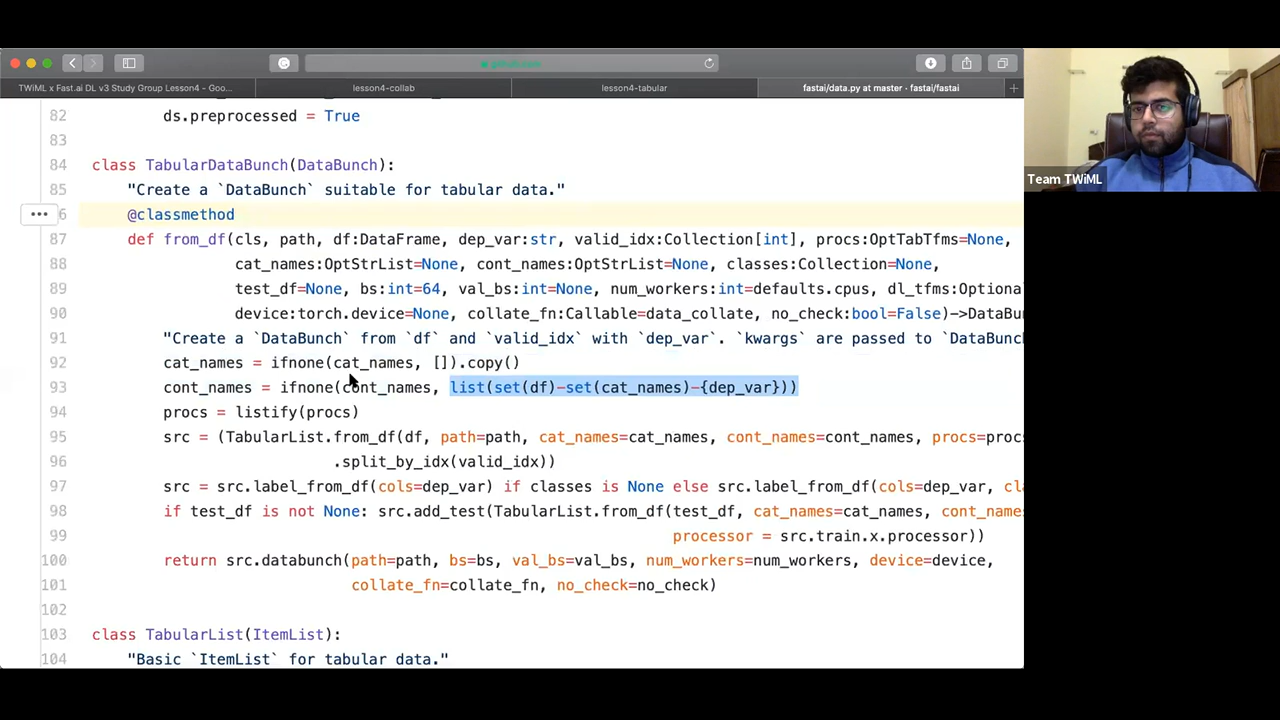 github.com
TWiML x Fast.ai DL v3 Study Group Lesson4 - Goo...
lesson4-collab
lesson4-tabular
fastai/data.py at master · fastai/fastai
Team TWiML
82 ds.preprocessed = True
83
84 class TabularDataBunch(DataBunch):
85 "Create a `DataBunch` suitable for tabular data."
6 @classmethod
87 def from_df(cls, path, df:DataFrame, dep_var:str, valid_idx:Collection[int], procs:OptTabTfms=None,
88 cat_names:OptStrList=None, cont_names:OptStrList=None, classes:Collection=None,
89 test_df=None, bs:int=64, val_bs:int=None, num_workers:int=defaults.cpus, dl_tfms:Optiona
90 device:torch.device=None, collate_fn:Callable=data_collate, no_check:bool=False)->DataBun
91 "Create a `DataBunch` from `df` and `valid_idx` with `dep_var`. `kwargs` are passed to `DataBunch
92 cat_names = ifnone(cat_names, []).copy()
93 cont_names = ifnone(cont_names, list(set(df)-set(cat_names)-{dep_var}))
94 procs = listify(procs)
95 src = (TabularList.from_df(df, path=path, cat_names=cat_names, cont_names=cont_names, procs=procs
96 .split_by_idx(valid_idx))
97 src = src.label_from_df(cols=dep_var) if classes is None else src.label_from_df(cols=dep_var, cla
98 if test_df is not None: src.add_test(TabularList.from_df(test_df, cat_names=cat_names, cont_names=
99 processor = src.train.x.processor))
100 return src.databunch(path=path, bs=bs, val_bs=val_bs, num_workers=num_workers, device=device,
101 collate_fn=collate_fn, no_check=no_check)
102
103 class TabularList(ItemList):
104 "Basic `ItemList` for tabular data."